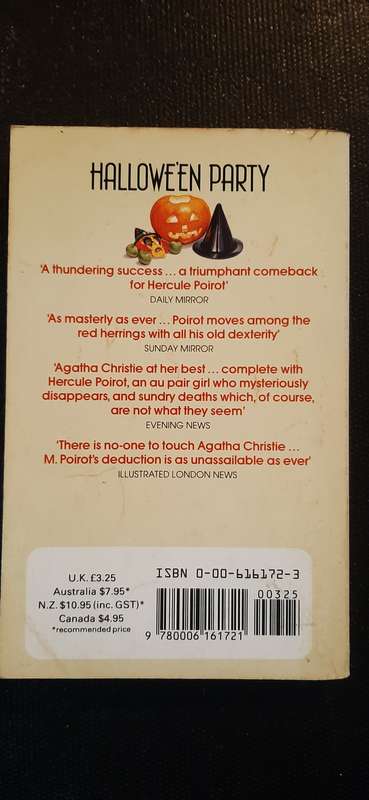 HALLOWE'EN PARTY
'A thundering success ... a triumphant comeback
for Hercule Poirot'
DAILY MIRROR
'As masterly as ever ... Poirot moves among the
red herrings with all his old dexterity'
SUNDAY MIRROR
'Agatha Christie at her best ... complete with
Hercule Poirot, an au pair girl who mysteriously
disappears, and sundry deaths which, of course,
are not what they seem'
EVENING NEWS
'There is no-one to touch Agatha Christie ...
M. Poirot's deduction is as unassailable as ever'
ILLUSTRATED LONDON NEWS
U.K. £3.25
Australia $7.95*
N.Z. $10.95 (inc. GST)*
Canada $4.95
*recommended price
ISBN 0-00-616172-3
00325
9 780006 161721